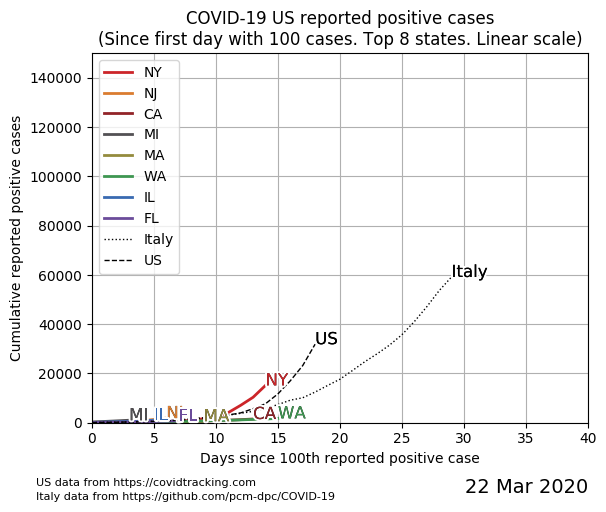 COVID-19 US reported positive cases
(Since first day with 100 cases. Top 8 states. Linear scale)
Cumulative reported positive cases
140000
120000
100000
80000
60000
40000
20000
0
NY
NJ
CA
MI
MA
WA
IL
FL
Italy
US
Italy
US
NY
MI IL NJ FL MA CA WA
0 5 10 15 20 25 30 35 40
Days since 100th reported positive case
US data from https://covidtracking.com
Italy data from https://github.com/pcm-dpc/COVID-19
22 Mar 2020